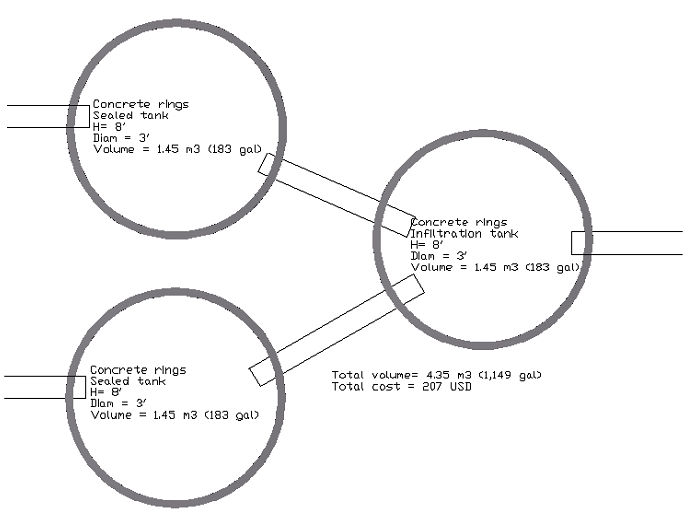 Concrete rings
Sealed tank
H= 8'
Diam = 3'
Volume = 1.45 m3 (183 gal)
Concrete rings
Infiltration tank
H= 8'
Diam = 3'
Volume = 1.45 m3 (183 gal)
Concrete rings
Sealed tank
H= 8'
Diam = 3'
Volume = 1.45 m3 (183 gal)
Total volume= 4.35 m3 (1,149 gal)
Total cost = 207 USD